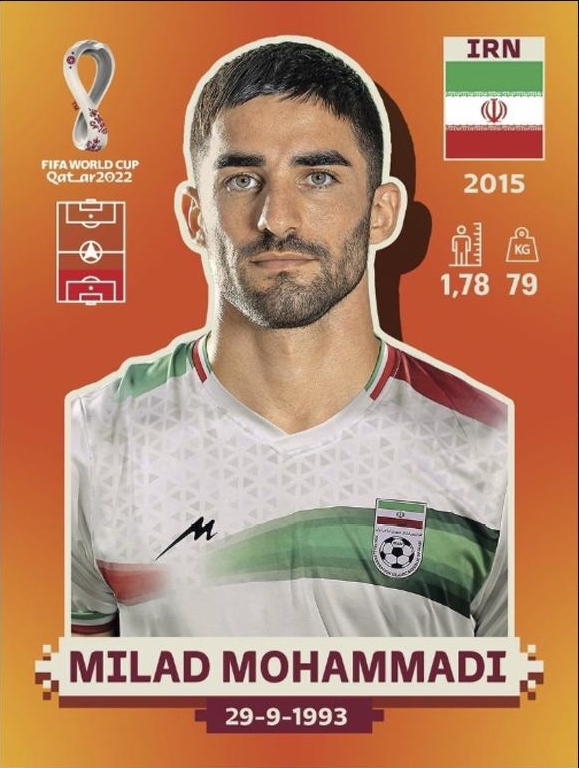 IRN
FIFA WORLD CUP
Qatar2022
2015
KG
1,78 79
MILAD MOHAMMADI
29-9-1993